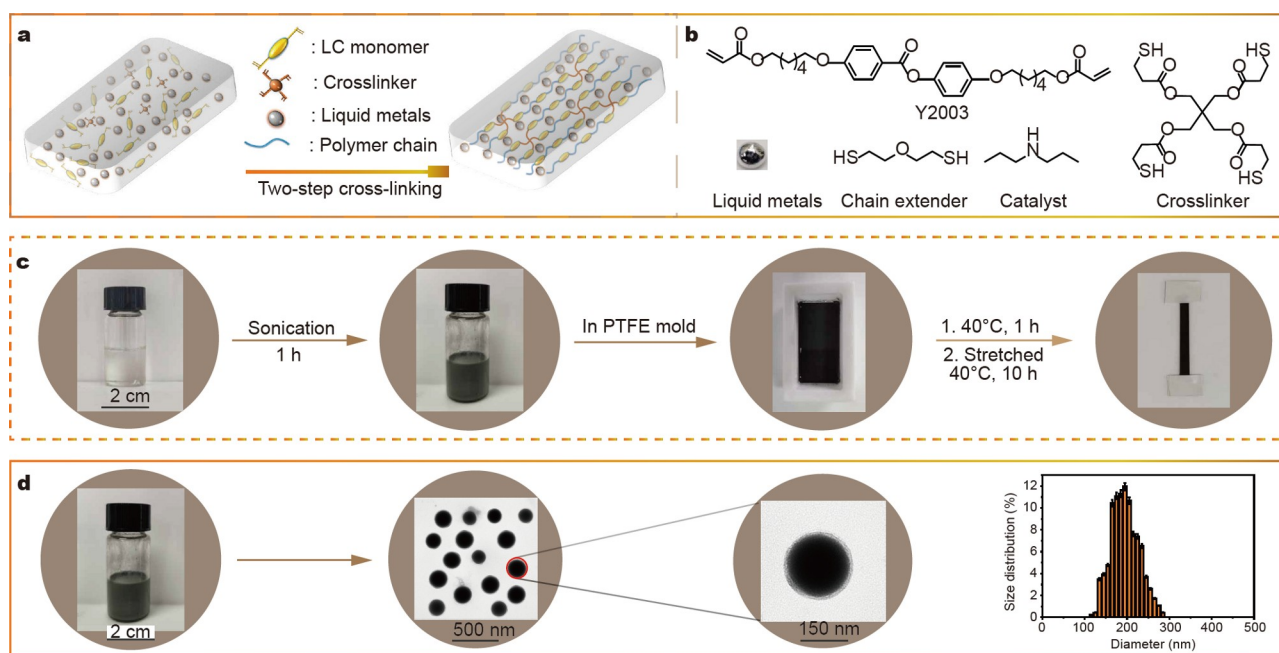 a
: LC monomer
: Crosslinker
: Liquid metals
: Polymer chain
Two-step cross-linking
b
O
O
4
O
O
O
O
4
O
O
Y2003
HS
O
SH
H
N
SH
HS
O
O
O
O
O
O
O
O
SH
HS
Liquid metals
Chain extender
Catalyst
Crosslinker
c
2 cm
Sonication
1 h
In PTFE mold
1. 40°C, 1 h
2. Stretched
40°C, 10 h
d
2 cm
500 nm
150 nm
Size distribution (%)
12
10
8
6
4
2
0
0 100 200 300 400 500
Diameter (nm)